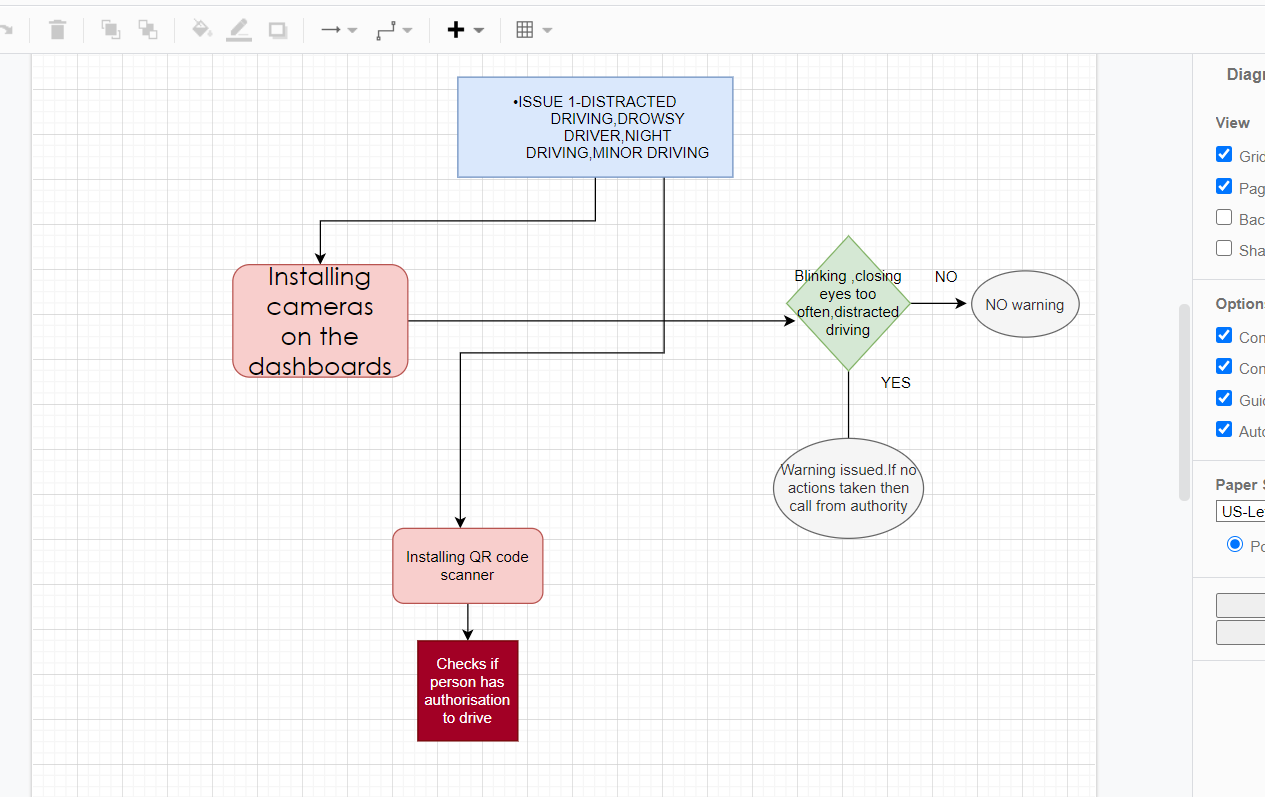 Diagr
•ISSUE 1-DISTRACTED
DRIVING,DROWSY
DRIVER,NIGHT
DRIVING,MINOR DRIVING
View
Grid
Pag
Bac
Sha
Installing
cameras
on the
dashboards
Blinking ,closing
eyes too
often,distracted
driving
NO
NO warning
YES
Options
Con
Con
Guid
Auto
Warning issued.If no
actions taken then
call from authority
Paper S
US-Le
Po
Installing QR code
scanner
Checks if
person has
authorisation
to drive